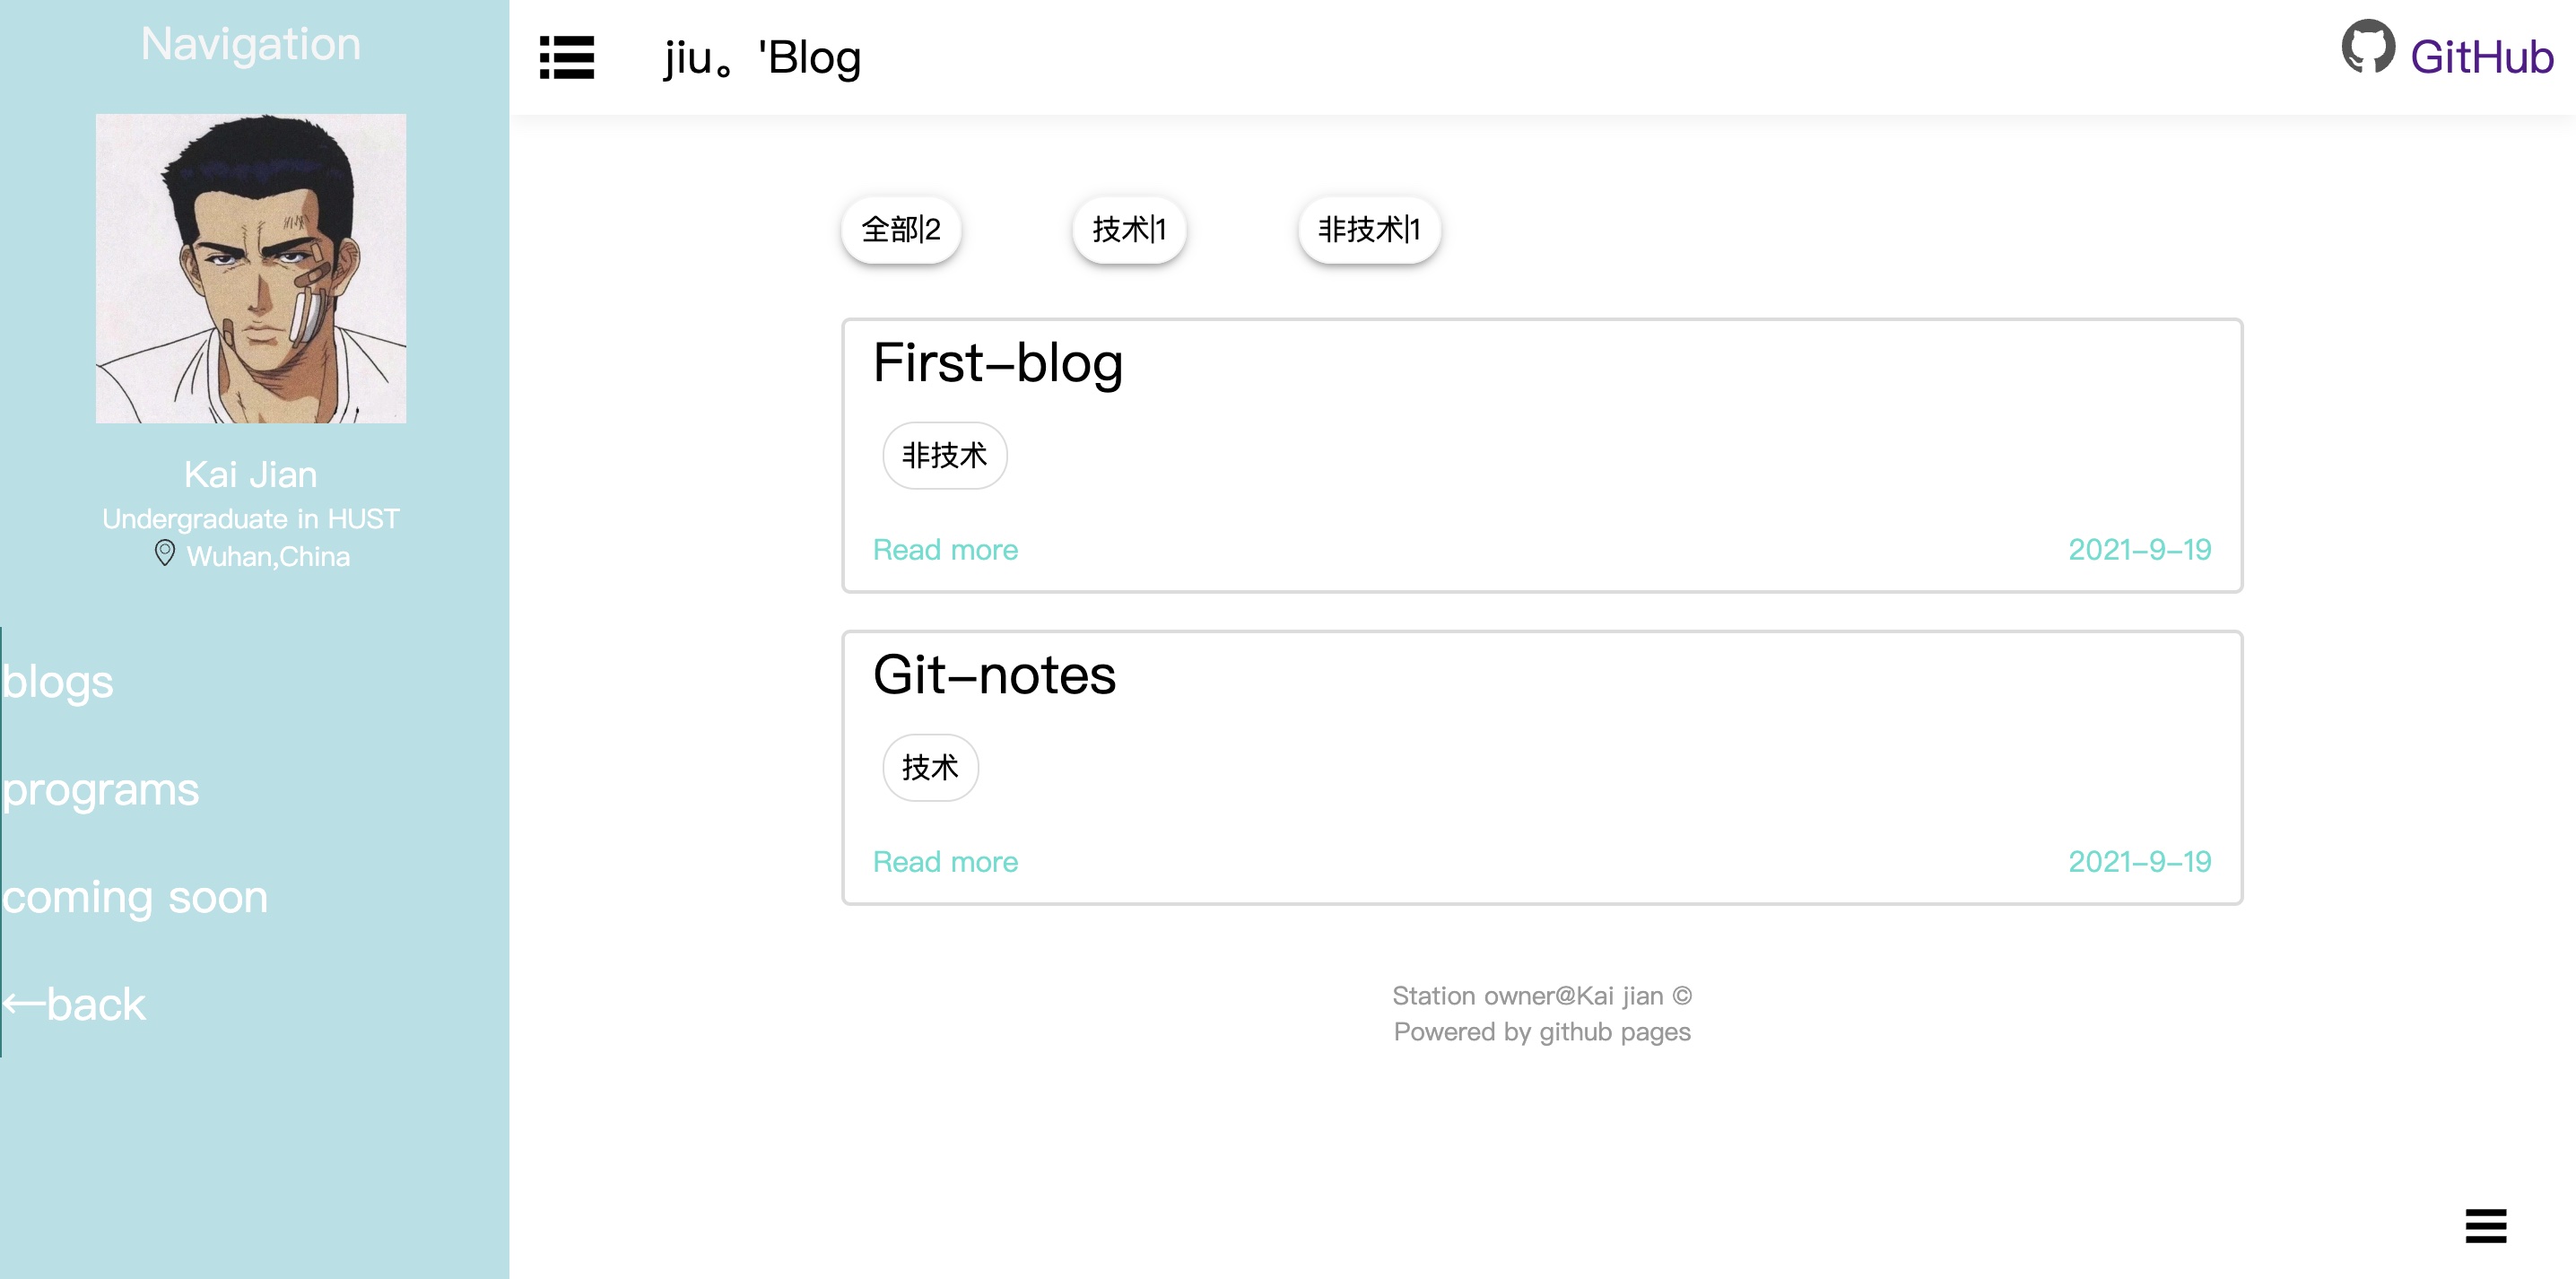 Navigation
Kai Jian
Undergraduate in HUST
Wuhan,China
blogs
programs
coming soon
←back
jiu。'Blog
GitHub
全部|2
技术|1
非技术|1
First-blog
非技术
Read more
2021-9-19
Git-notes
技术
Read more
2021-9-19
Station owner@Kai jian ©
Powered by github pages